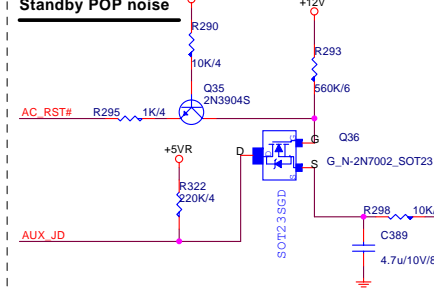 Standby POP noise
+12V
R290
R293
10K/4
Q35
2N3904S
560K/6
AC_RST#
R295
1K/4
G
Q36
+5VR
D
G
S
S
G_N-2N7002_SOT23
R322
220K/4
SOT23SGD
R298
10K/
AUX_JD
C389
4.7u/10V/8